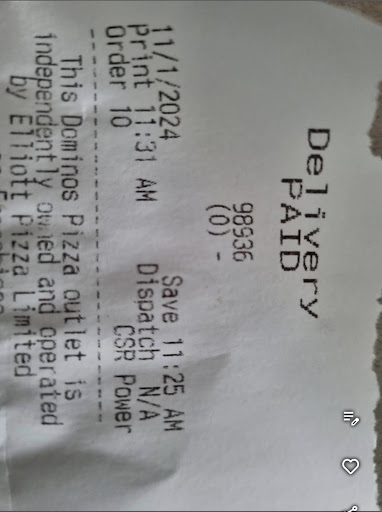 Delivery
PAID
98936
(0) -
Save 11:25 AM
11/1/2024 Dispatch N/A
Print 11:31 AM CSR Power
Order 10
--------------------------------
This Dominos Pizza outlet is
independently owned and operated
by Elliott Pizza Limited